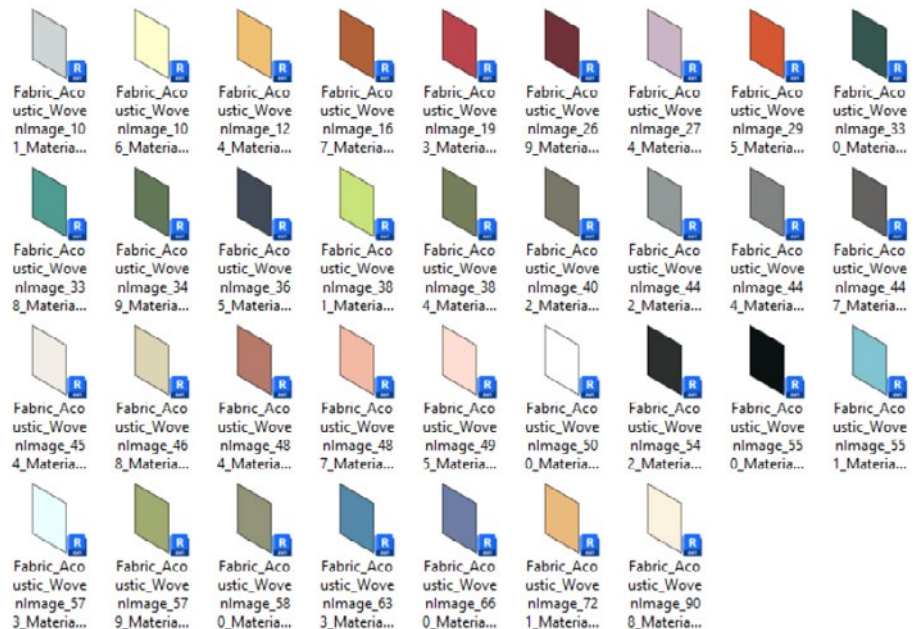 Fabric_Aco Fabric_Aco Fabric_Aco Fabric_Aco Fabric_Aco Fabric_Aco Fabric_Aco Fabric_Aco Fabric_Aco
ustic_Wove ustic_Wove ustic_Wove ustic_Wove ustic_Wove ustic_Wove ustic_Wove ustic_Wove ustic_Wove
nImage_10 nImage_10 nImage_12 nImage_16 nImage_19 nImage_26 nImage_27 nImage_29 nImage_33
1_Materia... 6_Materia... 4_Materia... 7_Materia... 3_Materia... 9_Materia... 4_Materia... 5_Materia... 0_Materia...
Fabric_Aco Fabric_Aco Fabric_Aco Fabric_Aco Fabric_Aco Fabric_Aco Fabric_Aco Fabric_Aco Fabric_Aco
ustic_Wove ustic_Wove ustic_Wove ustic_Wove ustic_Wove ustic_Wove ustic_Wove ustic_Wove ustic_Wove
nImage_33 nImage_34 nImage_36 nImage_38 nImage_38 nImage_40 nImage_44 nImage_44 nImage_44
8_Materia... 9_Materia... 5_Materia... 1_Materia... 4_Materia... 2_Materia... 2_Materia... 4_Materia... 7_Materia...
Fabric_Aco Fabric_Aco Fabric_Aco Fabric_Aco Fabric_Aco Fabric_Aco Fabric_Aco Fabric_Aco Fabric_Aco
ustic_Wove ustic_Wove ustic_Wove ustic_Wove ustic_Wove ustic_Wove ustic_Wove ustic_Wove ustic_Wove
nImage_45 nImage_46 nImage_48 nImage_48 nImage_49 nImage_50 nImage_54 nImage_55 nImage_55
4_Materia... 8_Materia... 4_Materia... 7_Materia... 5_Materia... 0_Materia... 2_Materia... 0_Materia... 1_Materia...
Fabric_Aco Fabric_Aco Fabric_Aco Fabric_Aco Fabric_Aco Fabric_Aco Fabric_Aco
ustic_Wove ustic_Wove ustic_Wove ustic_Wove ustic_Wove ustic_Wove ustic_Wove
nImage_57 nImage_57 nImage_58 nImage_63 nImage_66 nImage_72 nImage_90
3_Materia... 9_Materia... 0_Materia... 3_Materia... 0_Materia... 1_Materia... 8_Materia...